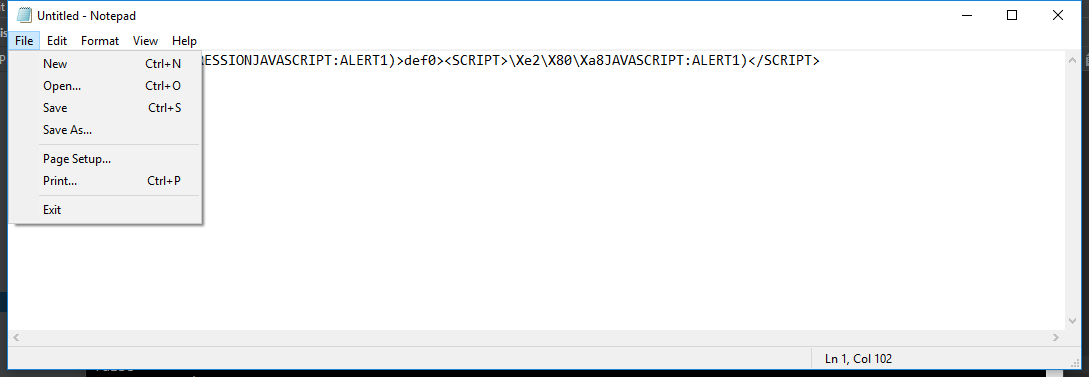 Untitled - Notepad
File Edit Format View Help
RESSIONJAVASCRIPT:ALERT1)>def0><SCRIPT>\Xe2\X80\Xa8JAVASCRIPT:ALERT1)</SCRIPT>
New Ctrl+N
Open... Ctrl+O
Save Ctrl+S
Save As...
Page Setup...
Print... Ctrl+P
Exit
Ln 1, Col 102